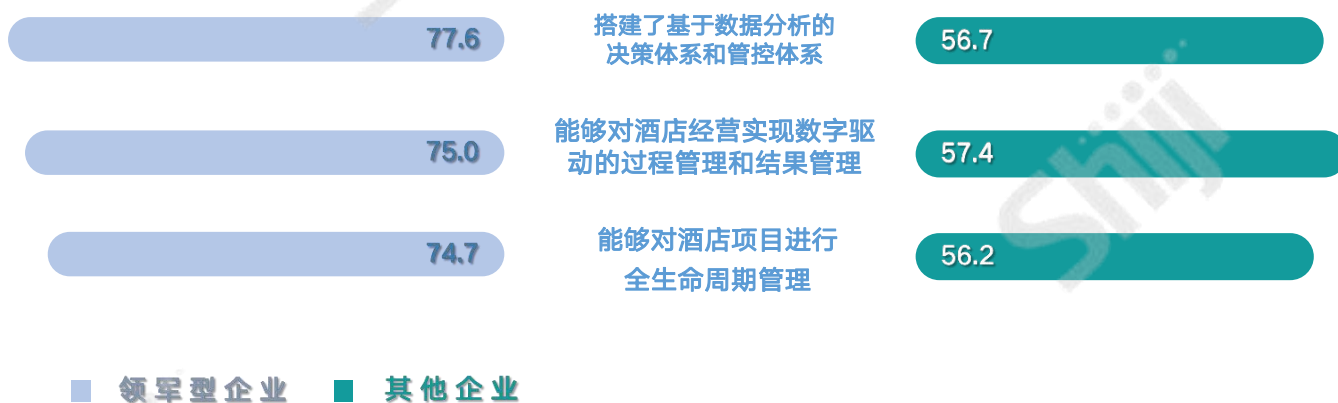 77.6
搭建了基于数据分析的
决策体系和管控体系
56.7
75.0
能够对酒店经营实现数字驱
动的过程管理和结果管理
57.4
74.7
能够对酒店项目进行
全生命周期管理
56.2
Shiji
领军型企业
其他企业